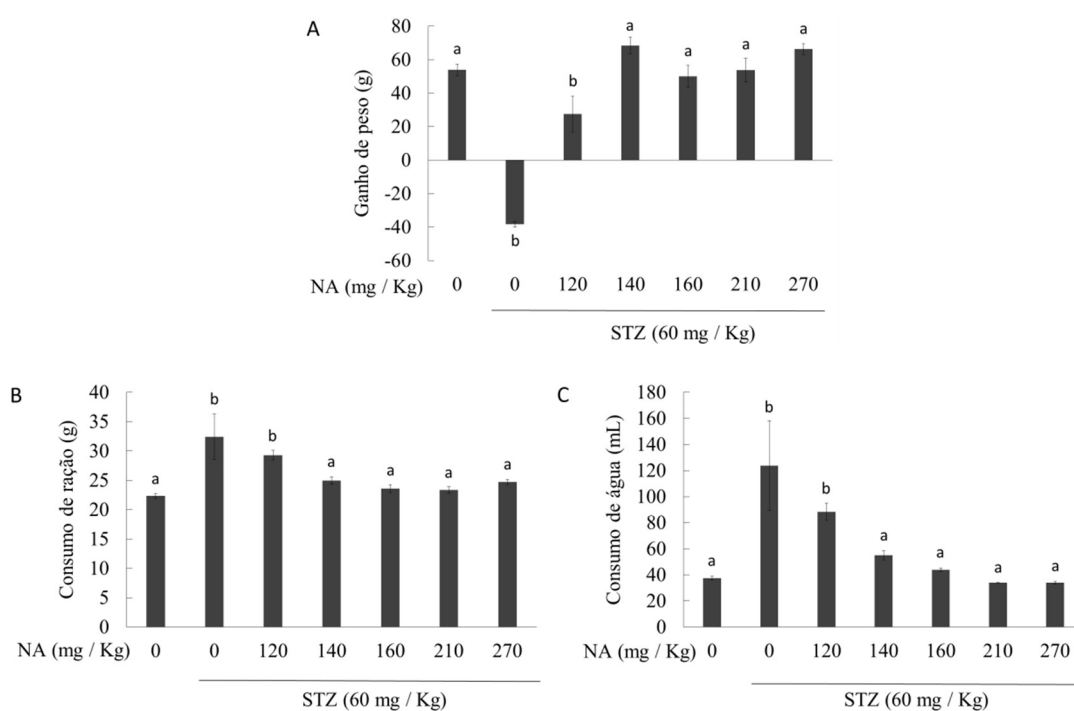 A
Ganho de peso (g)
80
60
40
20
0
-20
-40
-60
a
b
b
a
a
a
a
NA (mg / Kg) 0 0 120 140 160 210 270
STZ (60 mg / Kg)
B
Consumo de ração (g)
40
35
30
25
20
15
10
5
0
a
b
b
a
a
a
a
NA (mg / Kg) 0 0 120 140 160 210 270
STZ (60 mg / Kg)
C
Consumo de água (mL)
180
160
140
120
100
80
60
40
20
0
a
b
b
a
a
a
a
NA (mg / Kg) 0 0 120 140 160 210 270
STZ (60 mg / Kg)